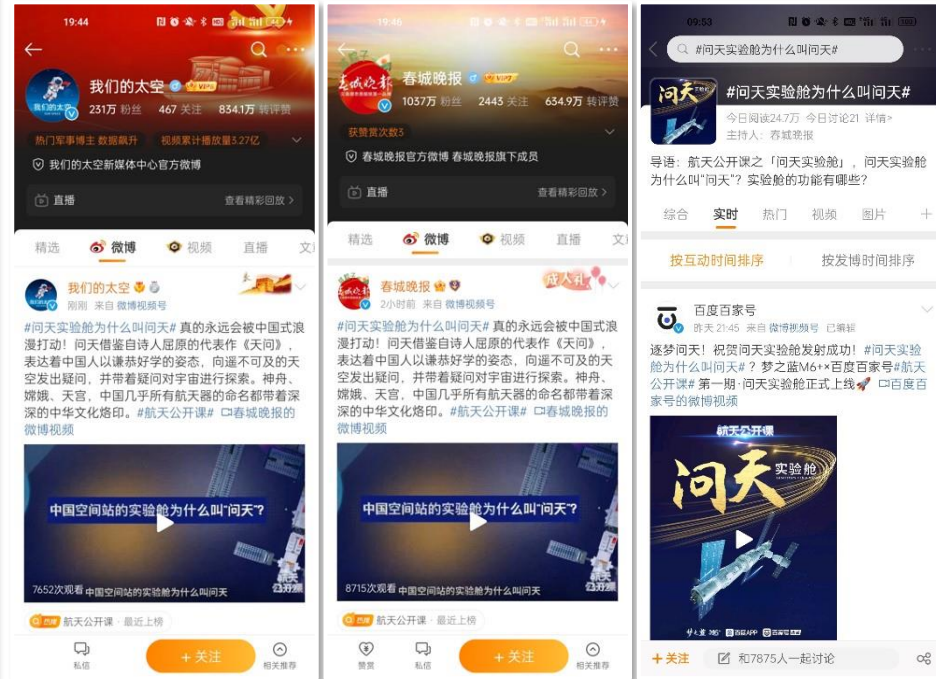 19:44
我们的太空
231万 粉丝 467 关注 834.1万 转评赞
热门军事博主 数据飙升 视频累计播放量3.27亿
我们的太空新媒体中心官方微博
直播 查看精彩回放
精选 微博 视频 直播
我们的太空
刚刚 来自 微博视频号
#问天实验舱为什么叫问天# 真的永远会被中国式浪
漫打动！问天借鉴自诗人屈原的代表作《天问》，
表达着中国人以谦恭好学的姿态，向遥不可及的天
空发出疑问，并带着疑问对宇宙进行探索。神舟、
嫦娥、天宫，中国几乎所有航天器的命名都带着深
深的中华文化烙印。#航天公开课# 春城晚报的
微博视频
中国空间站的实验舱为什么叫“问天”？
航天
公开课
7652次观看 中国空间站的实验舱为什么叫问天
热搜 航天公开课 · 最近上榜
私信 +关注 相关推荐
19:46
春城晚报
春城晚报
1037万 粉丝 2443 关注 634.9万 转评赞
获赞赏次数3
春城晚报官方微博 春城晚报旗下成员
直播 查看精彩回放
精选 微博 视频 直播
春城晚报
成人礼
2小时前 来自 微博视频号
#问天实验舱为什么叫问天# 真的永远会被中国式浪
漫打动！问天借鉴自诗人屈原的代表作《天问》，
表达着中国人以谦恭好学的姿态，向遥不可及的天
空发出疑问，并带着疑问对宇宙进行探索。神舟、
嫦娥、天宫，中国几乎所有航天器的命名都带着深
深的中华文化烙印。#航天公开课# 春城晚报的
微博视频
中国空间站的实验舱为什么叫“问天”？
航天
公开课
8715次观看 中国空间站的实验舱为什么叫问天
热搜 航天公开课 · 最近上榜
赞赏 私信 +关注 相关推荐
09:53
#问天实验舱为什么叫问天#
问天
#问天实验舱为什么叫问天#
今日阅读24.7万 今日讨论21 详情>
主持人：春城晚报
导语：航天公开课之「问天实验舱」，问天实验舱
为什么叫“问天”？实验舱的功能有哪些？
综合 实时 热门 视频 图片
按互动时间排序 按发博时间排序
百度百家号
昨天 21:45 来自 微博视频号 已编辑
逐梦问天！祝贺问天实验舱发射成功！#问天实验
舱为什么叫问天#？梦之蓝M6+×百度百家号#航天
公开课# 第一期·问天实验舱正式上线🚀 百度百
家号的微博视频
航天公开课
问天 实验舱
梦之蓝 百度APP 百家号
+关注 和7875人一起讨论